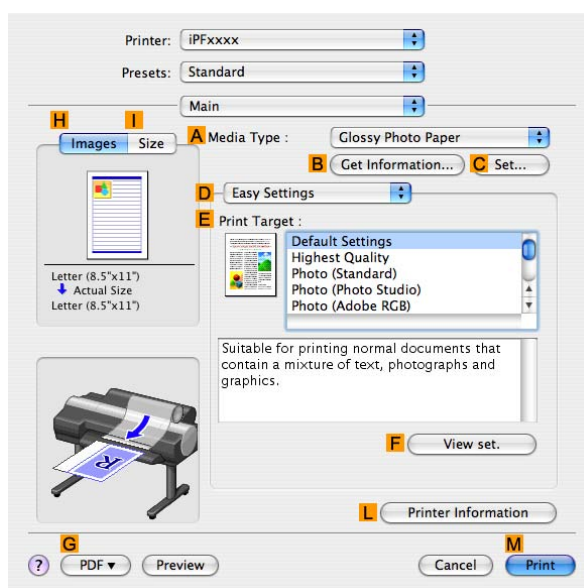 Printer: iPFxxxx
Presets: Standard
Main
H I
Images Size
A Media Type : Glossy Photo Paper
B Get Information... C Set...
D Easy Settings
E Print Target :
Default Settings
Highest Quality
Photo (Standard)
Photo (Photo Studio)
Photo (Adobe RGB)
Letter (8.5"x11")
Actual Size
Letter (8.5"x11")
Suitable for printing normal documents that
contain a mixture of text, photographs and
graphics.
R
F View set.
L Printer Information
G M
? PDF▼ Preview Cancel Print